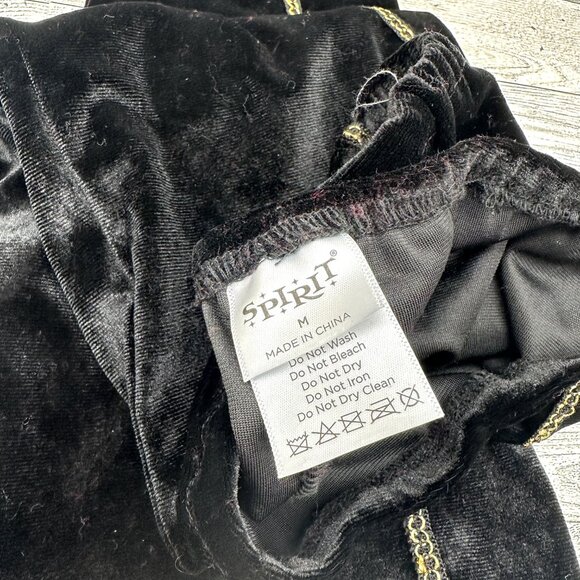 SPIRIT®
M
MADE IN CHINA
Do Not Wash
Do Not Bleach
Do Not Dry
Do Not Iron
Do Not Dry Clean